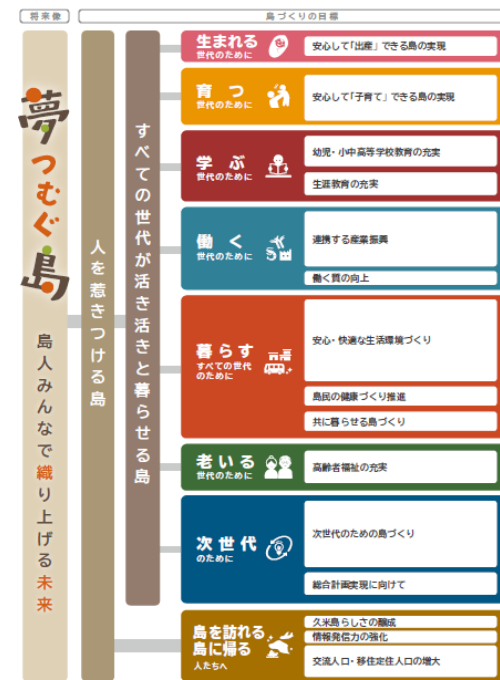 将来像
島づくりの目標
夢つむぐ島
島人みんなで織り上げる未来
人を惹きつける島
すべての世代が活き活きと暮らせる島
生まれる
世代のために
安心して「出産」できる島の実現
育つ
世代のために
安心して「子育て」できる島の実現
学ぶ
世代のために
幼児・小中高等学校教育の充実
生涯教育の充実
働く
世代のために
連携する産業振興
働く質の向上
暮らす
すべての世代
のために
安心・快適な生活環境づくり
島民の健康づくり推進
共に暮らせる島づくり
老いる
世代のために
高齢者福祉の充実
次世代
のために
次世代のための島づくり
総合計画実現に向けて
島を訪れる
島に帰る
人たちへ
久米島らしさの醸成
情報発信力の強化
交流人口・移住定住人口の増大